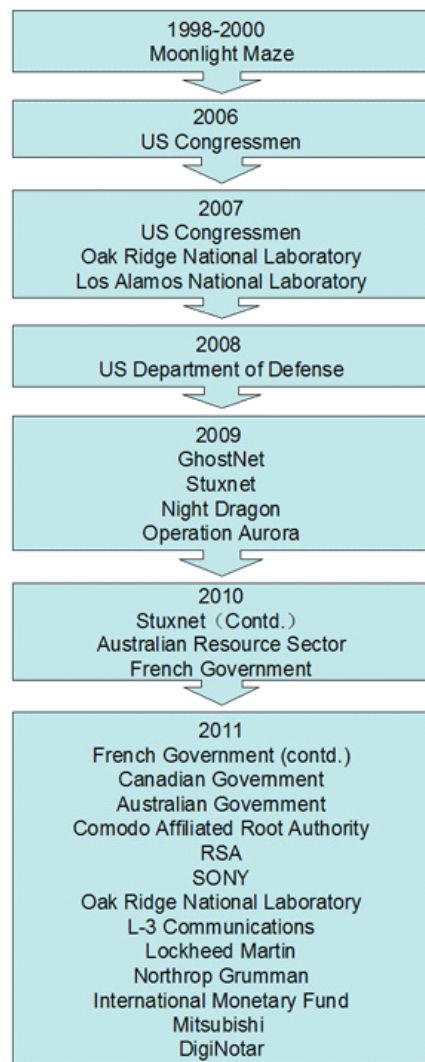 1998-2000
Moonlight Maze
2006
US Congressmen
2007
US Congressmen
Oak Ridge National Laboratory
Los Alamos National Laboratory
2008
US Department of Defense
2009
GhostNet
Stuxnet
Night Dragon
Operation Aurora
2010
Stuxnet（Contd.）
Australian Resource Sector
French Government
2011
French Government (contd.)
Canadian Government
Australian Government
Comodo Affiliated Root Authority
RSA
SONY
Oak Ridge National Laboratory
L-3 Communications
Lockheed Martin
Northrop Grumman
International Monetary Fund
Mitsubishi
DigiNotar